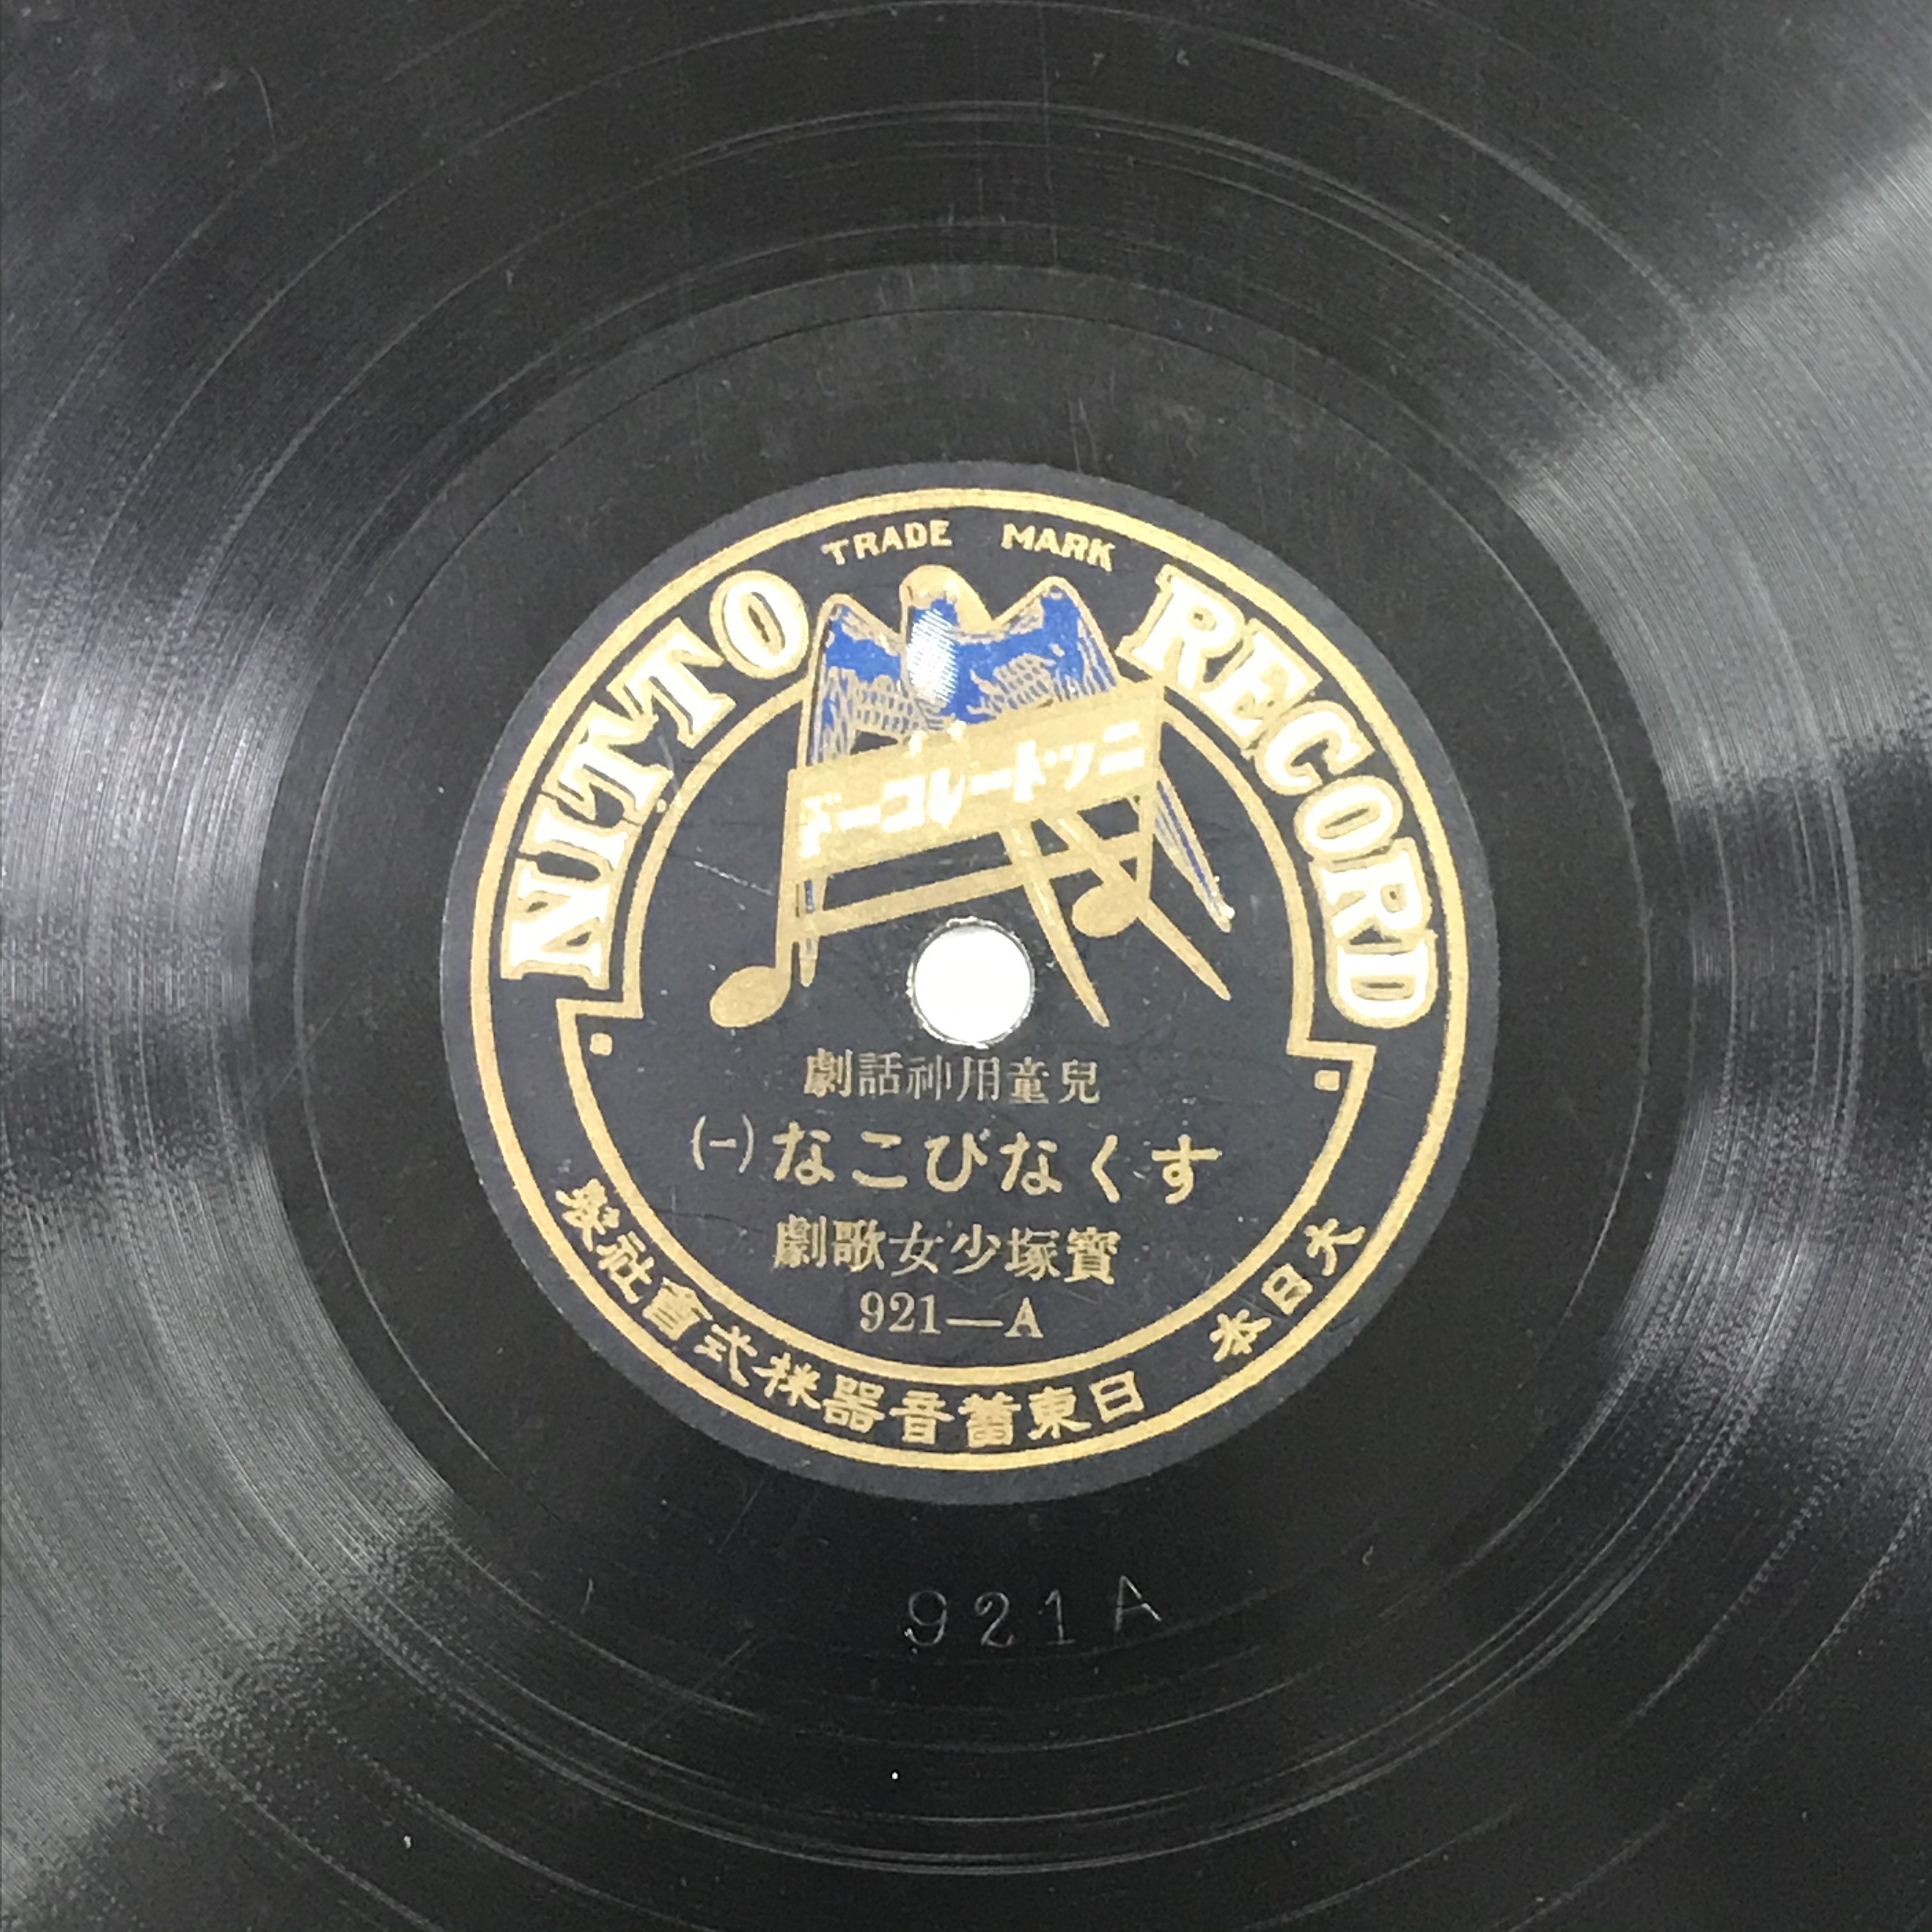 TRADE MARK
NITTO RECORD
ニットーレコード
兒童用神話劇
すくなびこな(一)
寶塚少女歌劇
921—A
大日本 日東蓄音器株式會社製
921A